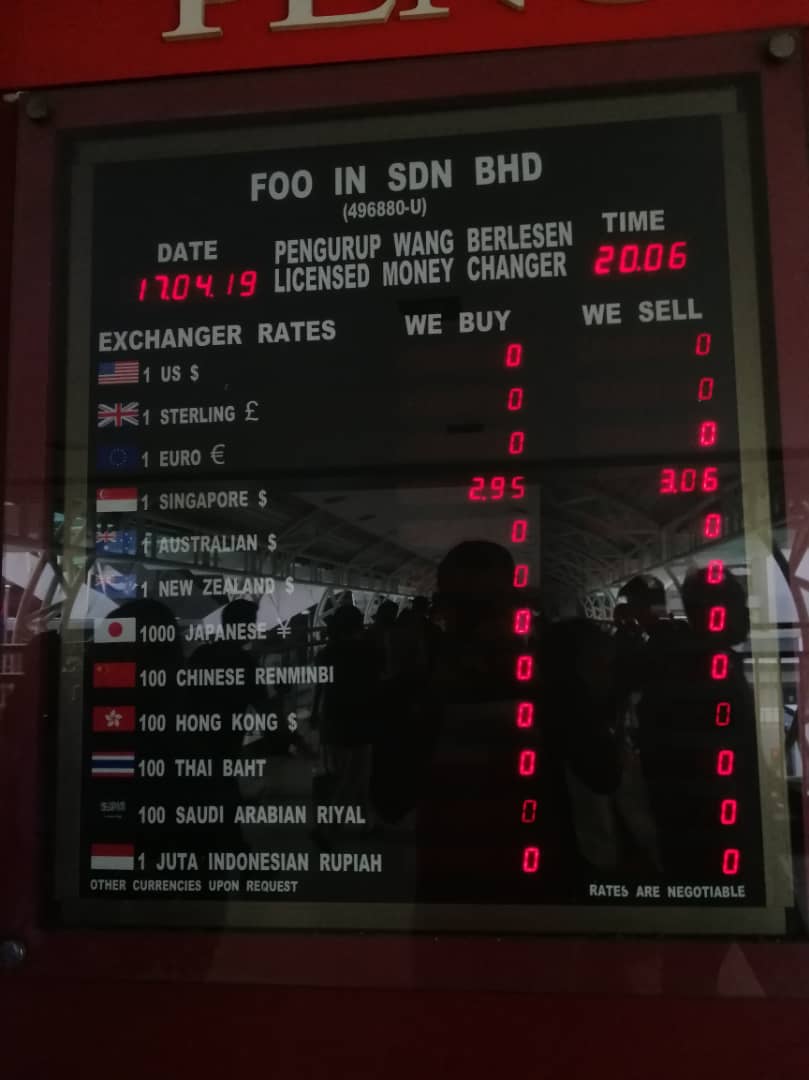 FOO IN SDN BHD
(496880-U)
DATE PENGURUP WANG BERLESEN TIME
17.04.19 LICENSED MONEY CHANGER 20.06
EXCHANGER RATES WE BUY WE SELL
1 US $ 0 0
1 STERLING £ 0 0
1 EURO € 0 0
1 SINGAPORE $ 2.95 3.06
1 AUSTRALIAN $ 0 0
1 NEW ZEALAND $ 0 0
1000 JAPANESE ¥ 0 0
100 CHINESE RENMINBI 0 0
100 HONG KONG $ 0 0
100 THAI BAHT 0 0
100 SAUDI ARABIAN RIYAL 0 0
1 JUTA INDONESIAN RUPIAH 0 0
OTHER CURRENCIES UPON REQUEST RATES ARE NEGOTIABLE